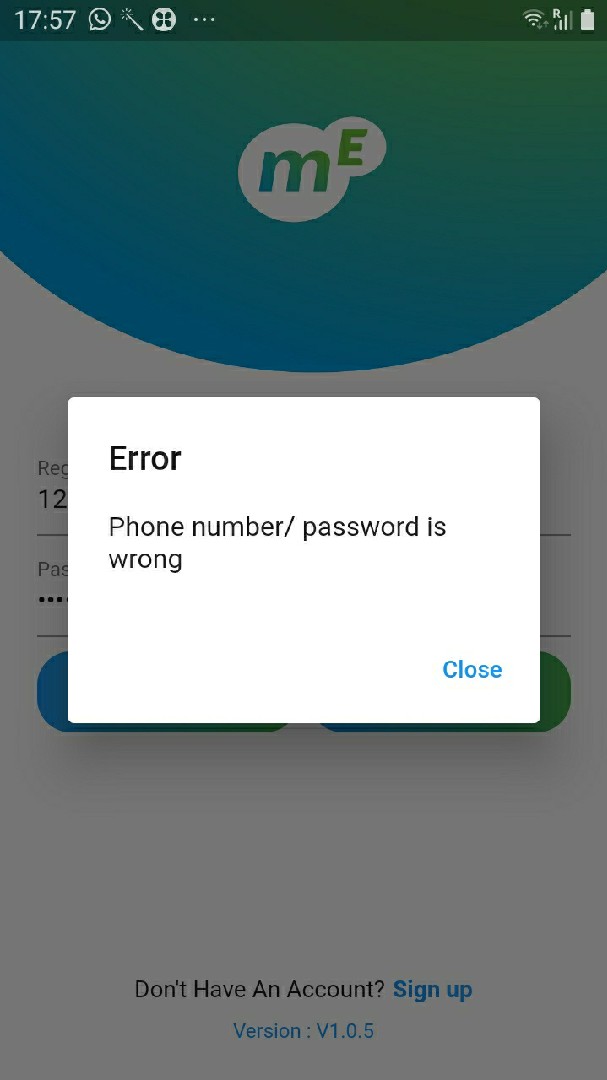 17:57
R
mE
Error
Reg
12
Phone number/ password is
wrong
Pas
Close
Don't Have An Account? Sign up
Version : V1.0.5